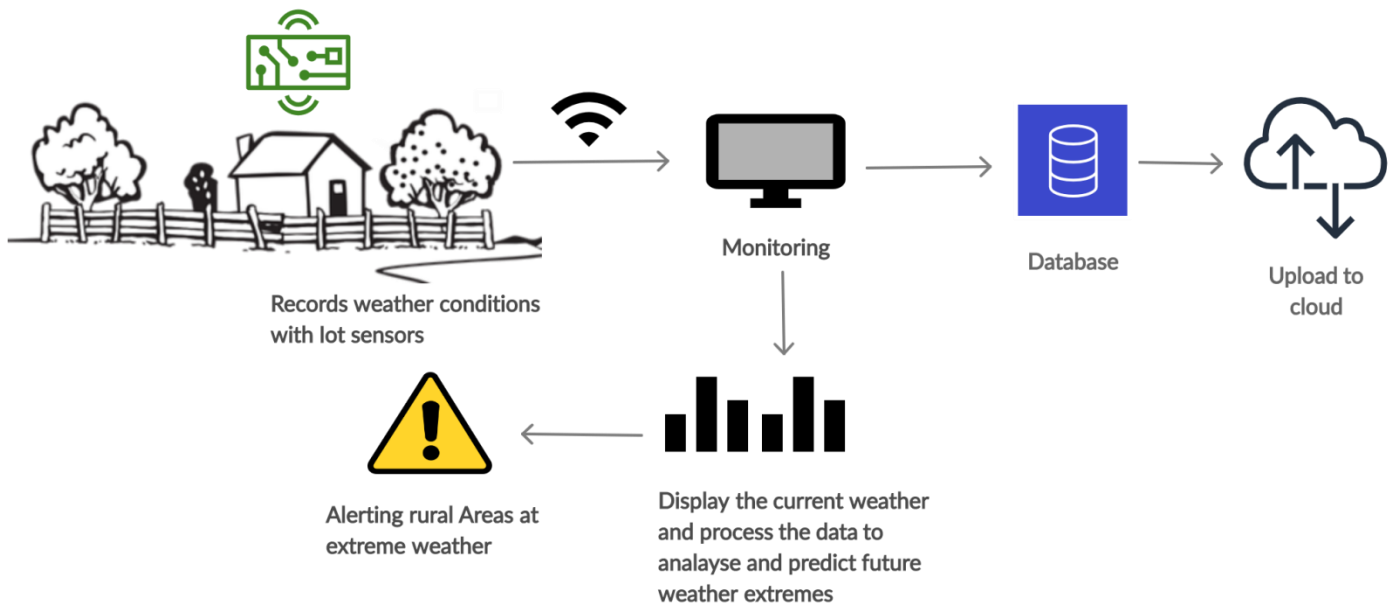 Monitoring
Database
Upload to
cloud
Records weather conditions
with lot sensors
Alerting rural Areas at
extreme weather
Display the current weather
and process the data to
analayse and predict future
weather extremes